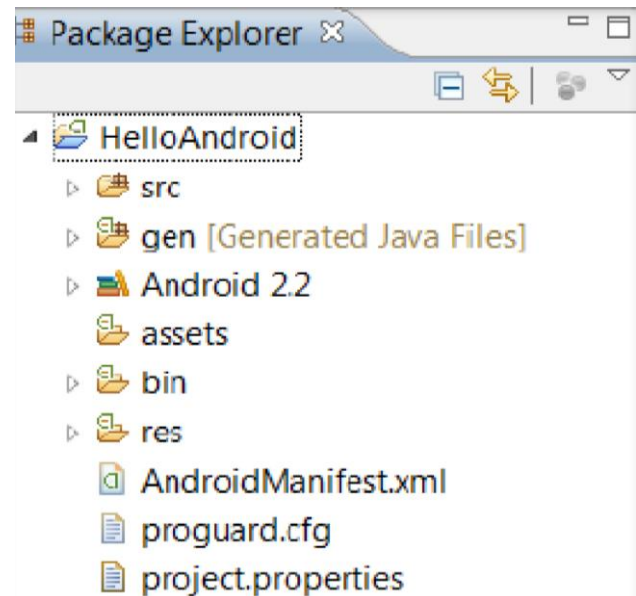 Package Explorer
HelloAndroid
src
gen [Generated Java Files]
Android 2.2
assets
bin
res
AndroidManifest.xml
proguard.cfg
project.properties